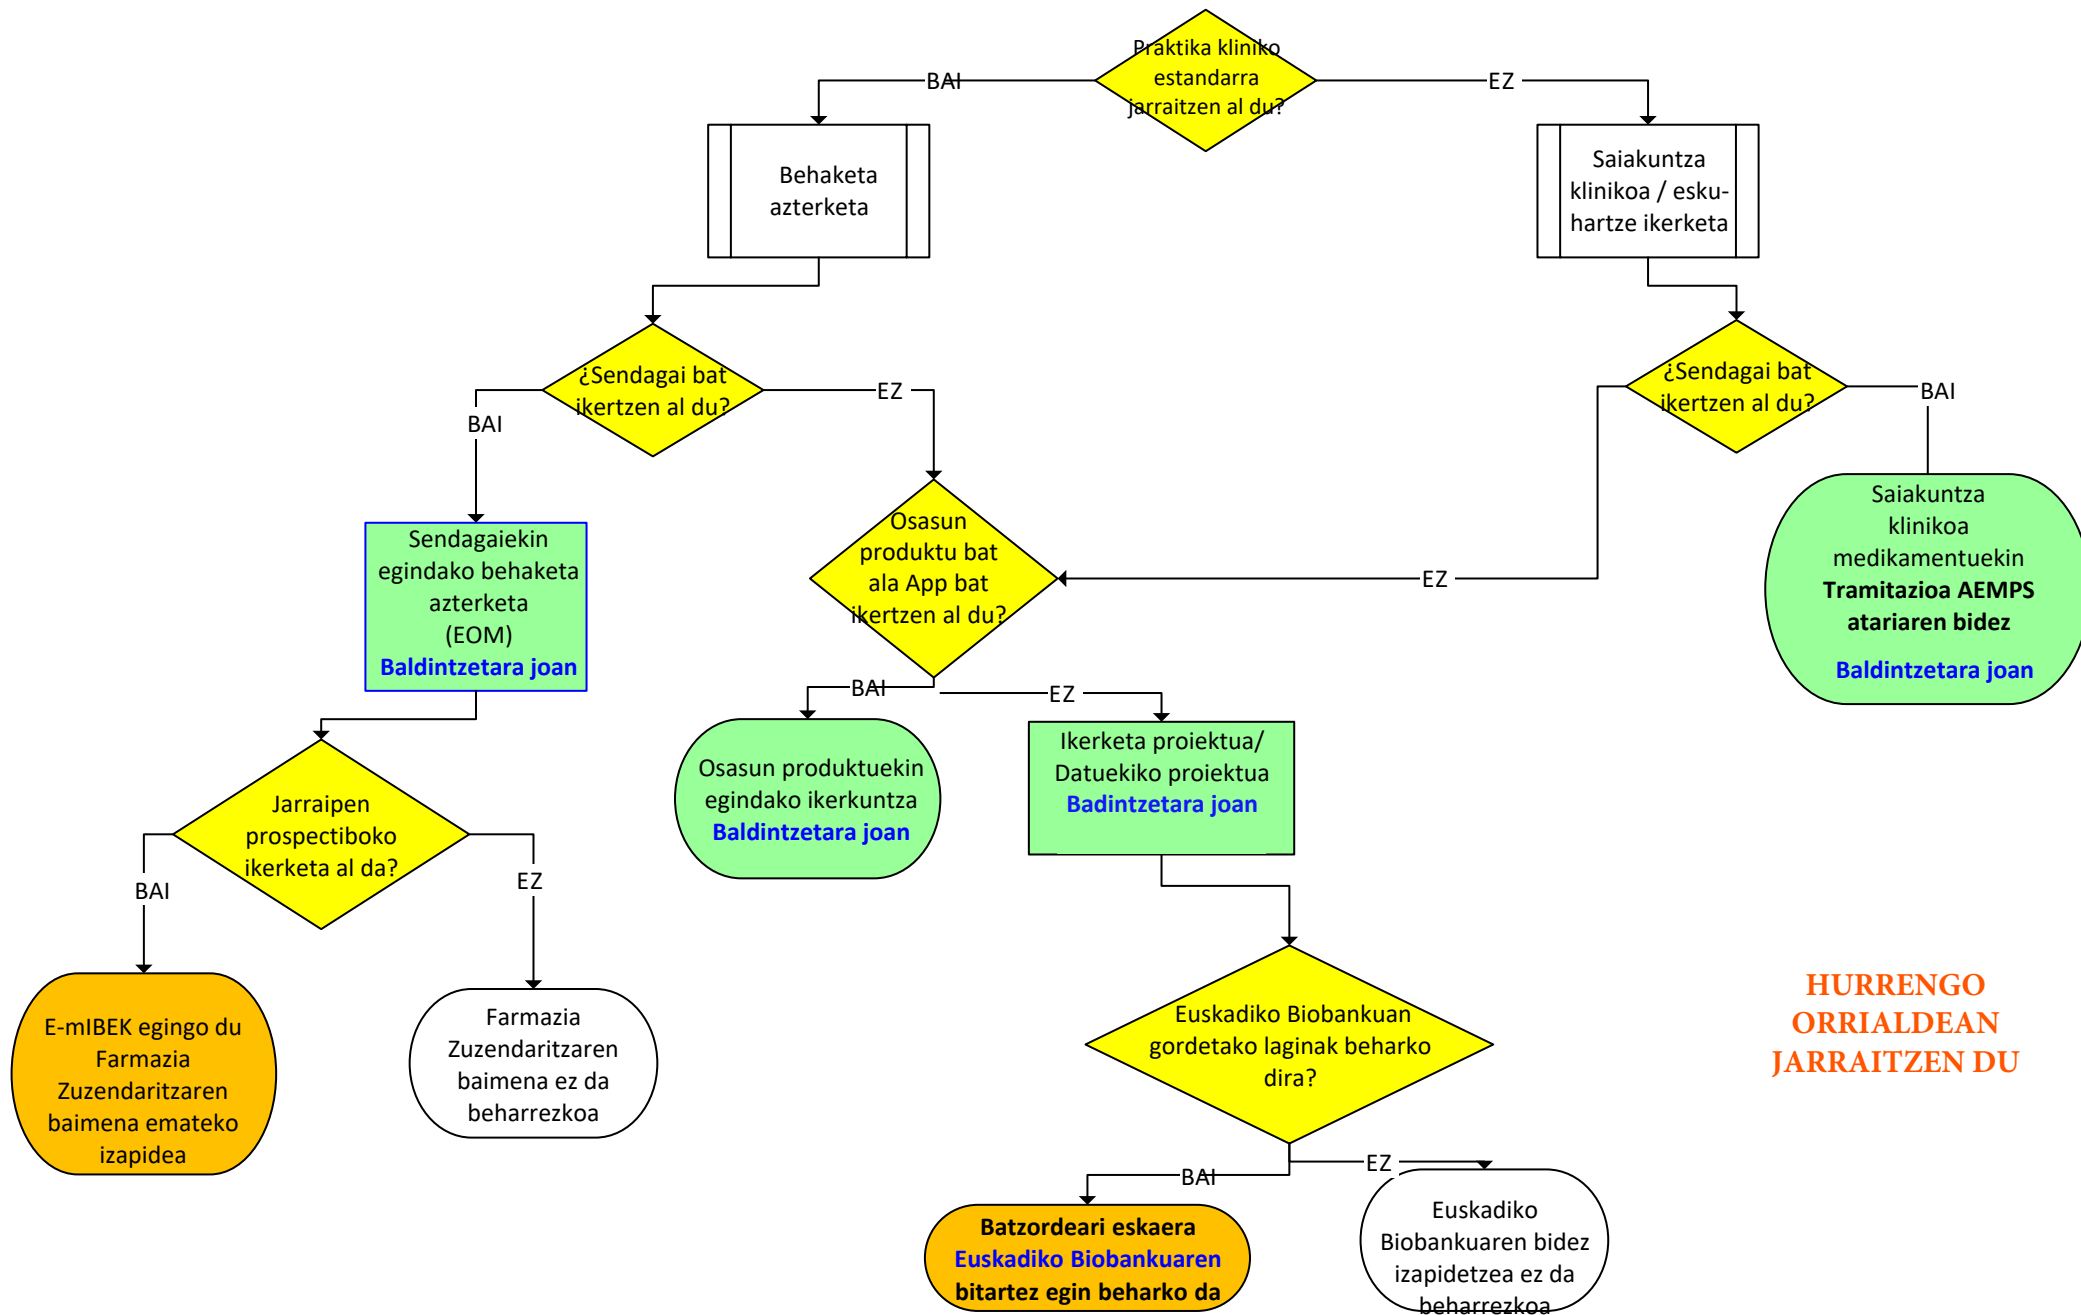 Praktika kliniko
estandarra
jarraitzen al du?
BAI
EZ
Behaketa
azterketa
Saiakuntza
klinikoa / esku-
hartze ikerketa
¿Sendagai bat
ikertzen al du?
BAI
EZ
¿Sendagai bat
ikertzen al du?
BAI
EZ
Sendagaiekin
egindako behaketa
azterketa
(EOM)
Baldintzetara joan
Osasun
produktu bat
ala App bat
ikertzen al du?
Saiakuntza
klinikoa
medikamentuekin
Tramitazioa AEMPS
atariaren bidez
Baldintzetara joan
BAI
EZ
Jarraipen
prospectiboko
ikerketa al da?
BAI
EZ
Osasun produktuekin
egindako ikerkuntza
Baldintzetara joan
Ikerketa proiektua/
Datuekiko proiektua
Badintzetara joan
E-mIBEK egingo du
Farmazia
Zuzendaritzaren
baimena emateko
izapidea
Farmazia
Zuzendaritzaren
baimena ez da
beharrezkoa
Euskadiko Biobankuan
gordetako laginak beharko
dira?
HURRENGO
ORRIALDEAN
JARRAITZEN DU
BAI
EZ
Batzordeari eskaera
Euskadiko Biobankuaren
bitartez egin beharko da
Euskadiko
Biobankuaren bidez
izapidetzea ez da
beharrezkoa